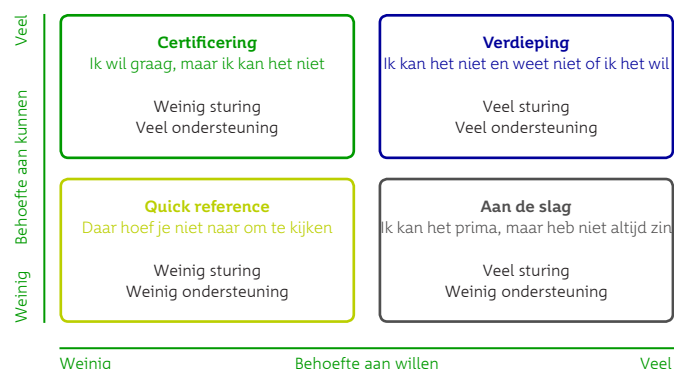 Veel
Certificering
Ik wil graag, maar ik kan het niet
Weinig sturing
Veel ondersteuning
Verdieping
Ik kan het niet en weet niet of ik het wil
Veel sturing
Veel ondersteuning
Behoefte aan kunnen
Quick reference
Daar hoef je niet naar om te kijken
Weinig sturing
Weinig ondersteuning
Aan de slag
Ik kan het prima, maar heb niet altijd zin
Veel sturing
Weinig ondersteuning
Weinig
Weinig
Behoefte aan willen
Veel